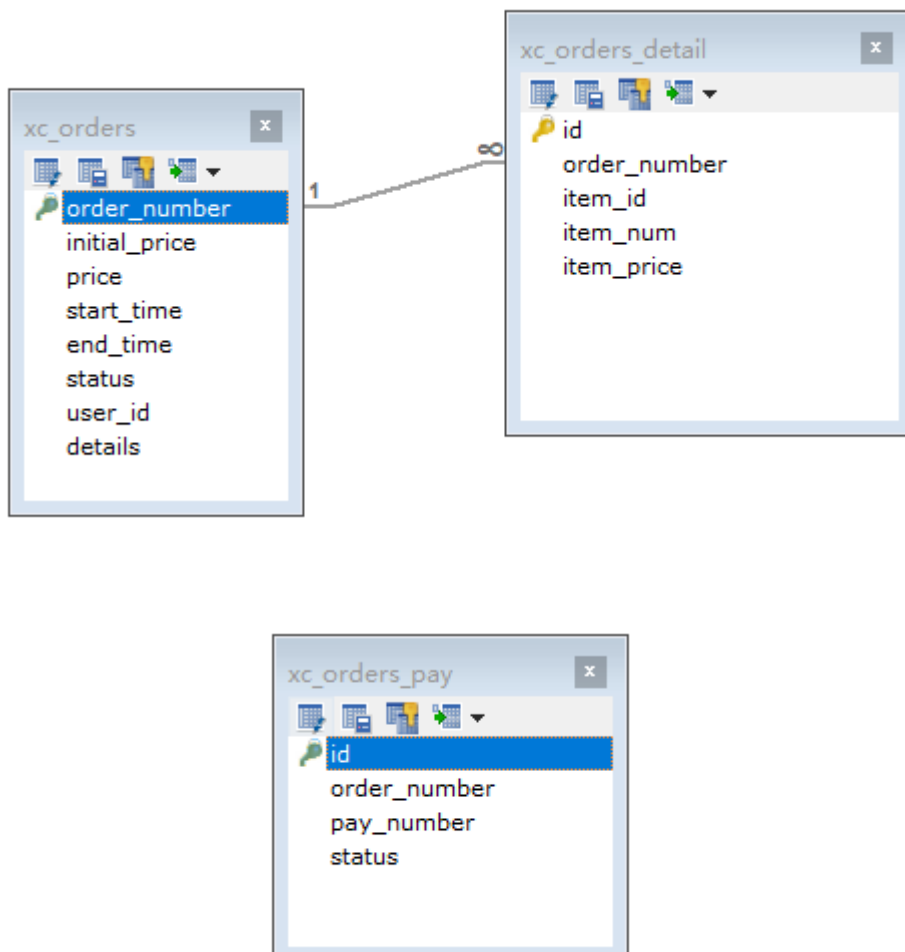 xc_orders
order_number
initial_price
price
start_time
end_time
status
user_id
details
1
∞
xc_orders_detail
id
order_number
item_id
item_num
item_price
xc_orders_pay
id
order_number
pay_number
status